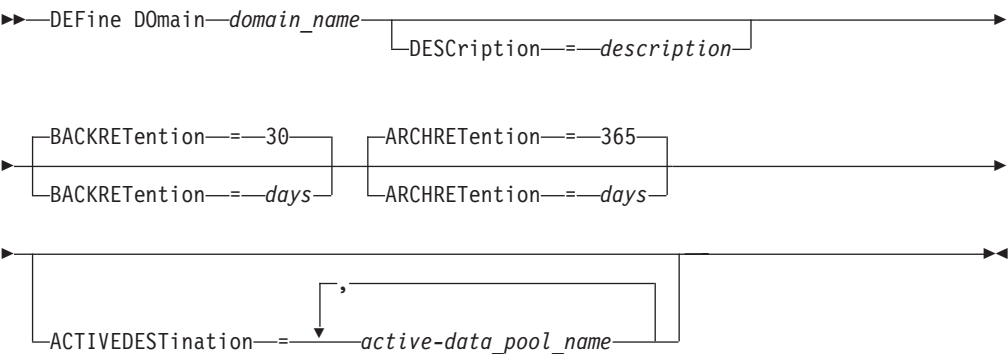 DEFine DOmain domain_name
DESCription = description
BACKRETention = 30 ARCHRETention = 365
BACKRETention = days ARCHRETention = days
,
ACTIVEDESTination = active-data_pool_name